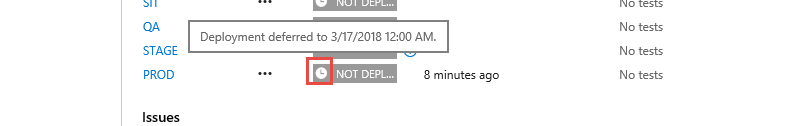 SIT ••• NOT DEPL... No tests
QA No tests
Deployment deferred to 3/17/2018 12:00 AM.
STAGE No tests
PROD ••• NOT DEPL... 8 minutes ago No tests
Issues